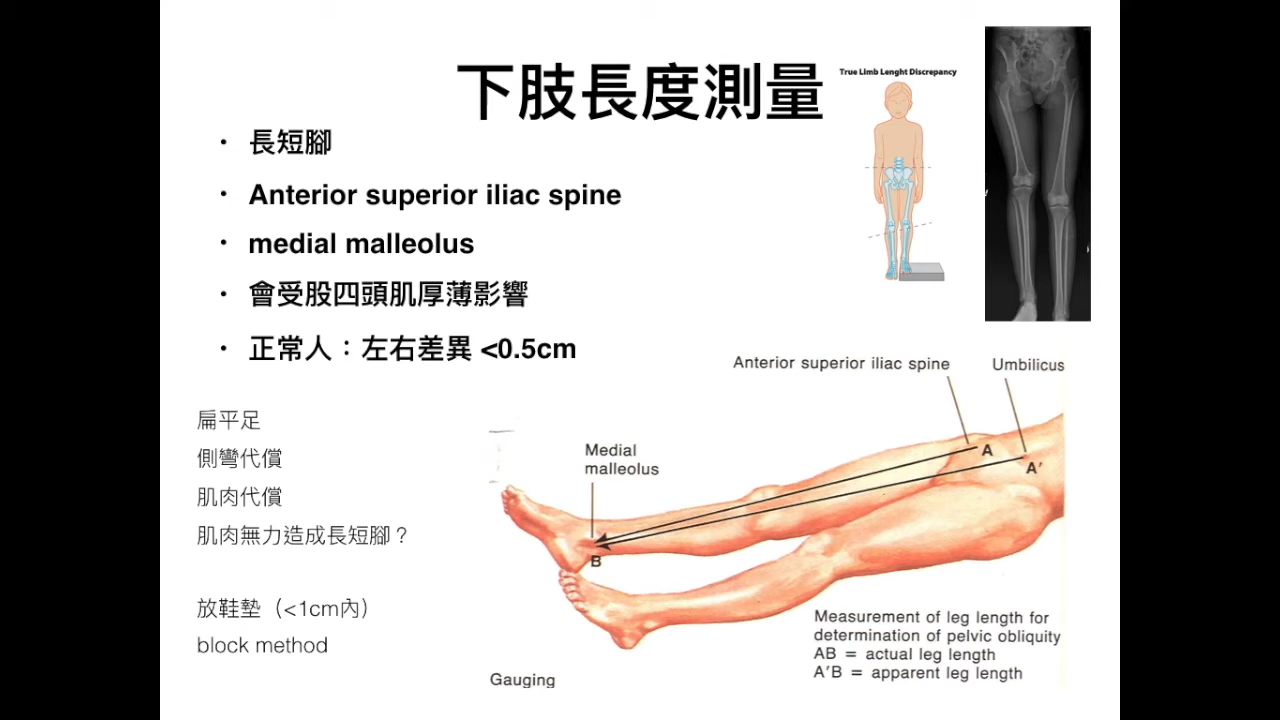 下肢長度測量
True Limb Lenght Discrepancy
• 長短腳
• Anterior superior iliac spine
• medial malleolus
• 會受股四頭肌厚薄影響
• 正常人：左右差異 <0.5cm
扁平足
側彎代償
肌肉代償
肌肉無力造成長短腳？
放鞋墊（<1cm內）
block method
Anterior superior iliac spine
Umbilicus
Medial
malleolus
A
A′
B
Measurement of leg length for
determination of pelvic obliquity
AB = actual leg length
A′B = apparent leg length
Gauging